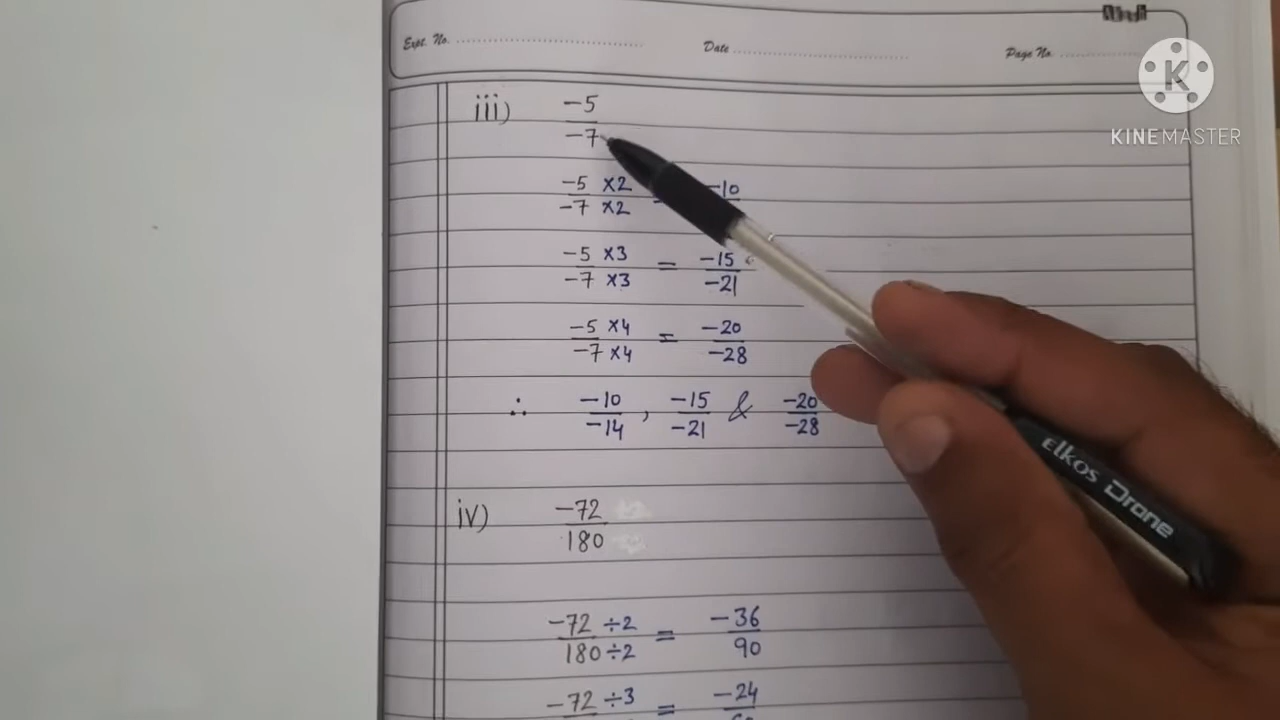 Expt. No.
Date
Page No.
K
KINEMASTER
iii) -5/-7
-5 ×2 / -7 ×2 = -10
-5 ×3 / -7 ×3 = -15/-21
-5 ×4 / -7 ×4 = -20/-28
∴ -10/-14 , -15/-21 & -20/-28
Elkos Drone
iv) -72/180
-72 ÷2 / 180 ÷2 = -36/90
-72 ÷3 = -24